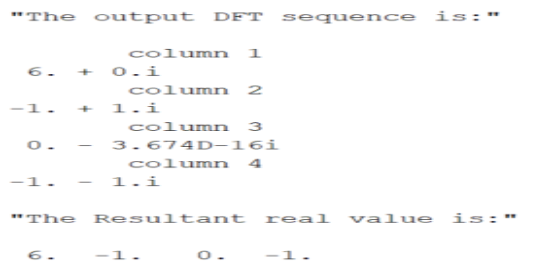 "The output DFT sequence is:"
column 1
6. + 0.i
column 2
-1. + 1.i
column 3
0. - 3.674D-16i
column 4
-1. - 1.i
"The Resultant real value is:"
6. -1. 0. -1.